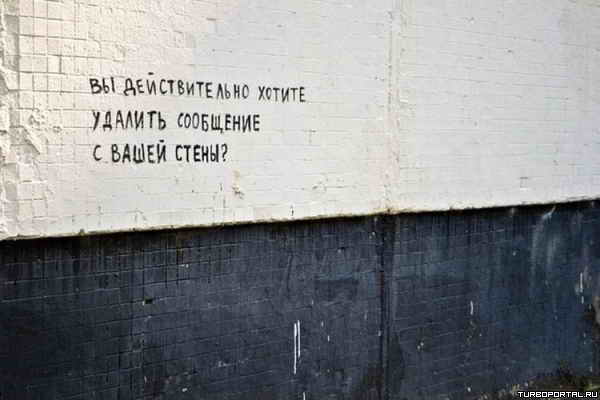 ВЫ ДЕЙСТВИТЕЛЬНО ХОТИТЕ
УДАЛИТЬ СООБЩЕНИЕ
С ВАШЕЙ СТЕНЫ?
TURBOPORTAL.RU